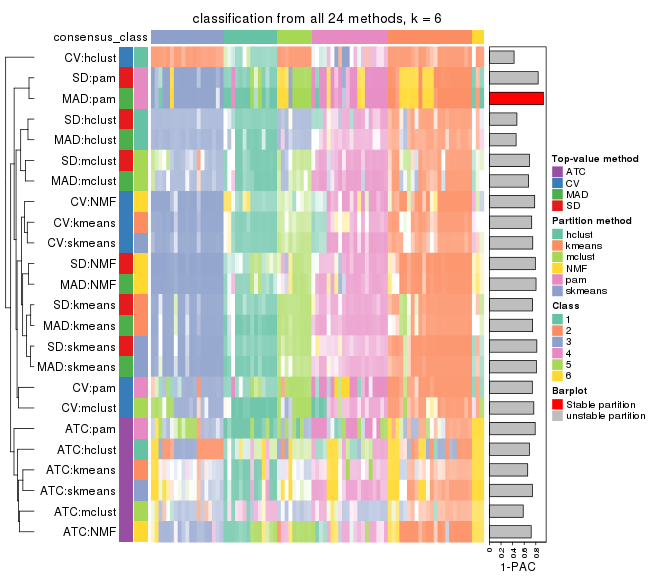 classification from all 24 methods, k = 6
consensus_class
CV:hclust
SD:pam
MAD:pam
SD:hclust
MAD:hclust
SD:mclust
MAD:mclust
CV:NMF
CV:kmeans
CV:skmeans
SD:NMF
MAD:NMF
SD:kmeans
MAD:kmeans
SD:skmeans
MAD:skmeans
CV:pam
CV:mclust
ATC:pam
ATC:hclust
ATC:kmeans
ATC:skmeans
ATC:mclust
ATC:NMF
0 0.2 0.4 0.6 0.8
1-PAC
Top-value method
ATC
CV
MAD
SD
Partition method
hclust
kmeans
mclust
NMF
pam
skmeans
Class
1
2
3
4
5
6
Barplot
Stable partition
unstable partition